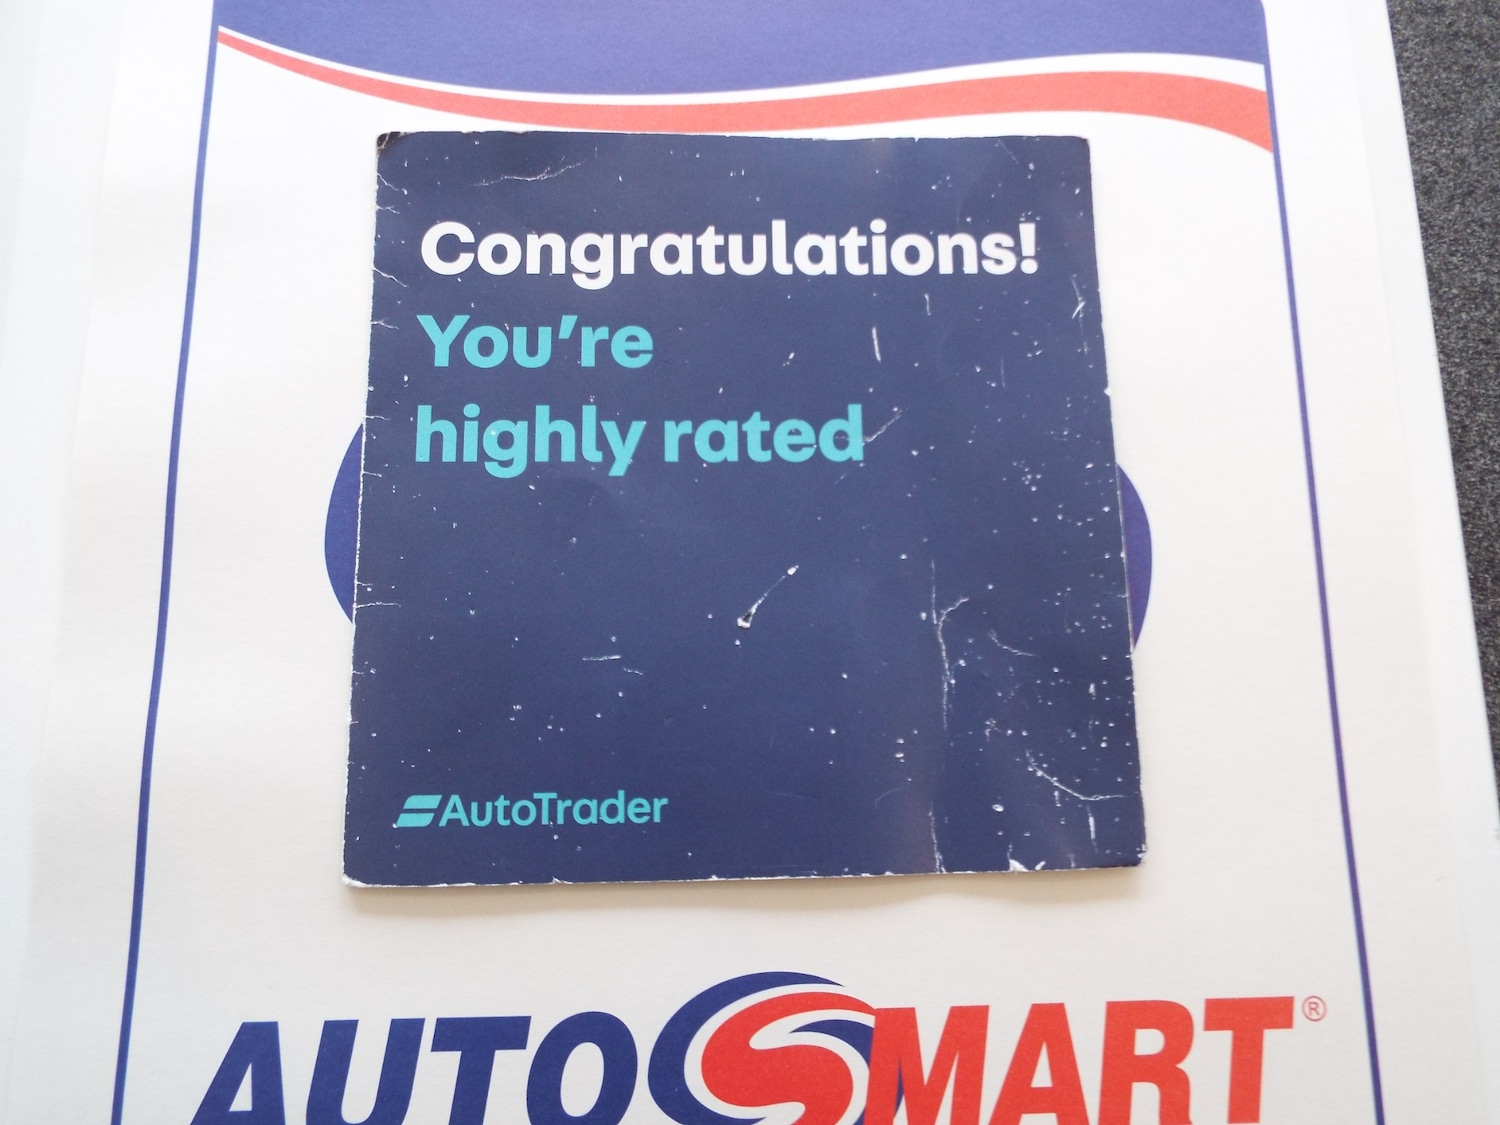 Congratulations!
You’re
highly rated
AutoTrader
AUTOSMART®